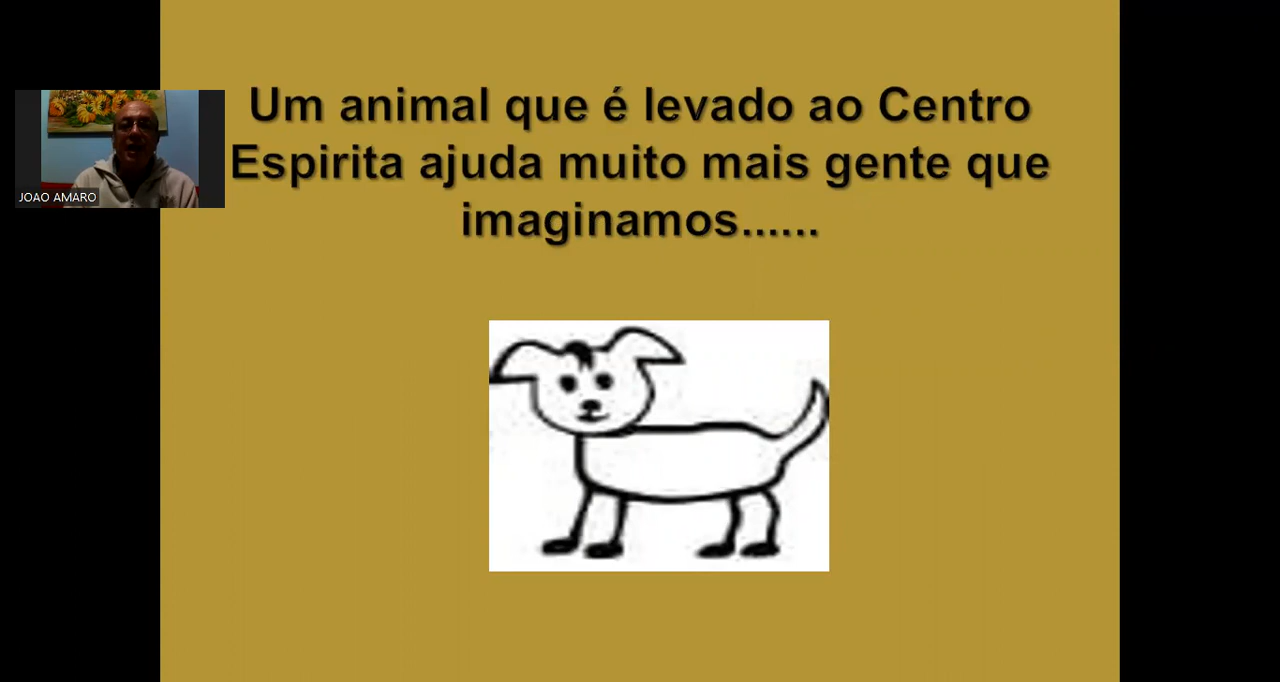 Um animal que é levado ao Centro
Espirita ajuda muito mais gente que
imaginamos......
JOAO AMARO